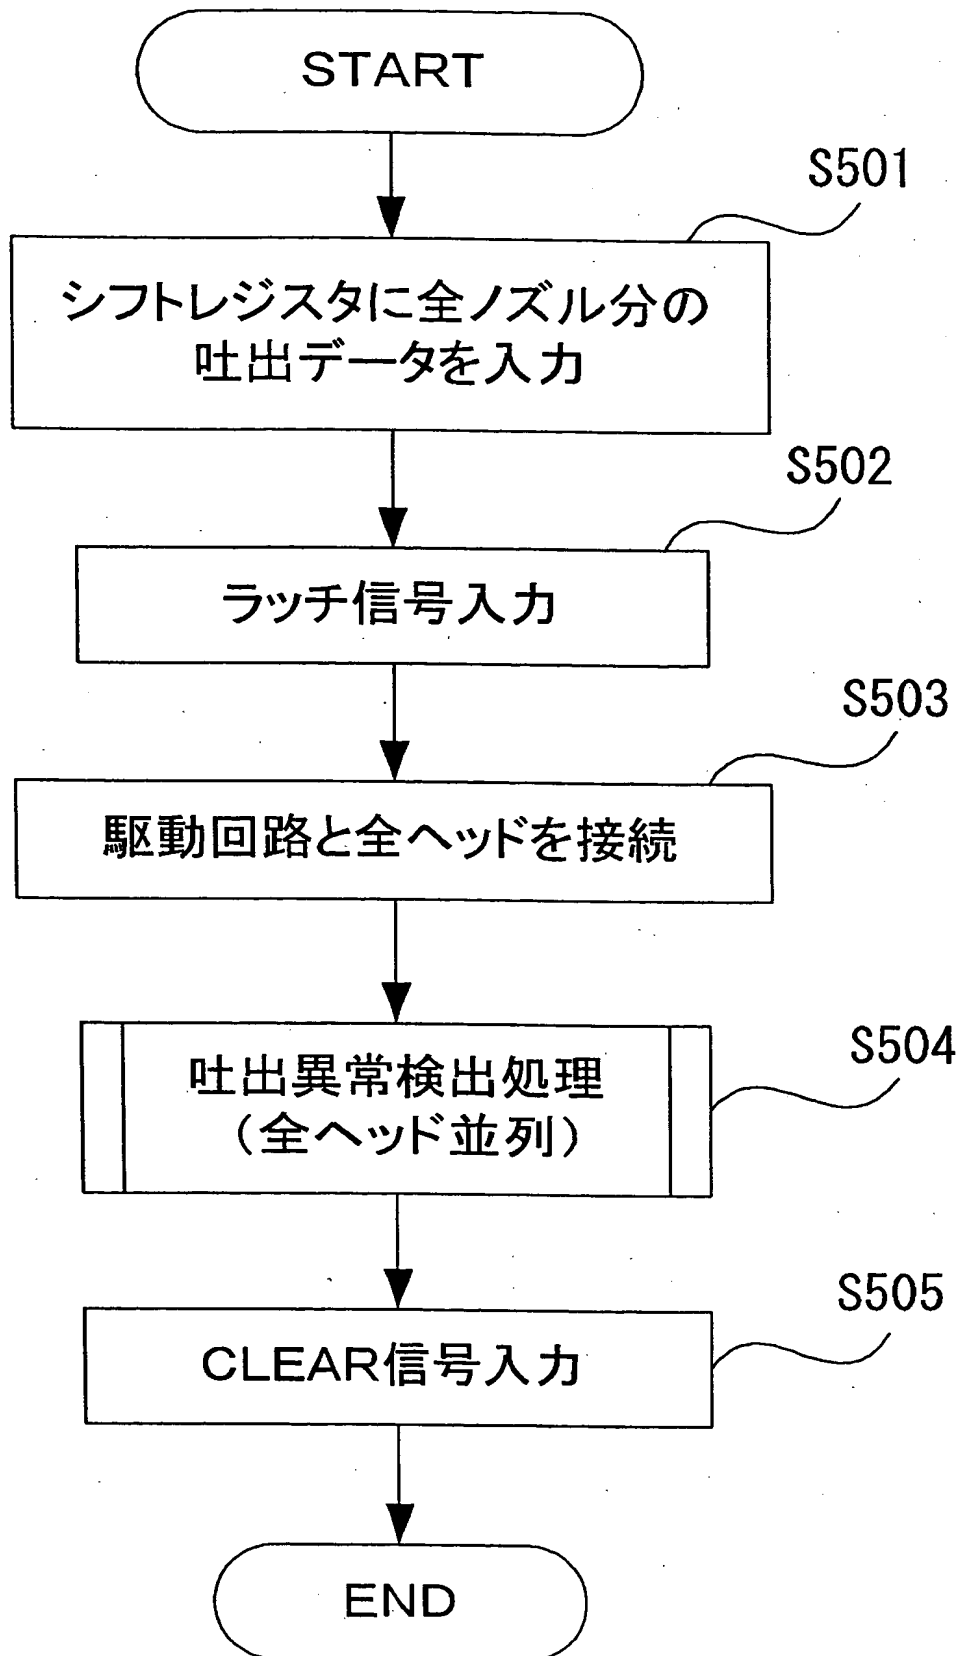 START
S501
シフトレジスタに全ノズル分の
吐出データを入力
S502
ラッチ信号入力
S503
駆動回路と全ヘッドを接続
S504
吐出異常検出処理
（全ヘッド並列）
S505
CLEAR信号入力
END